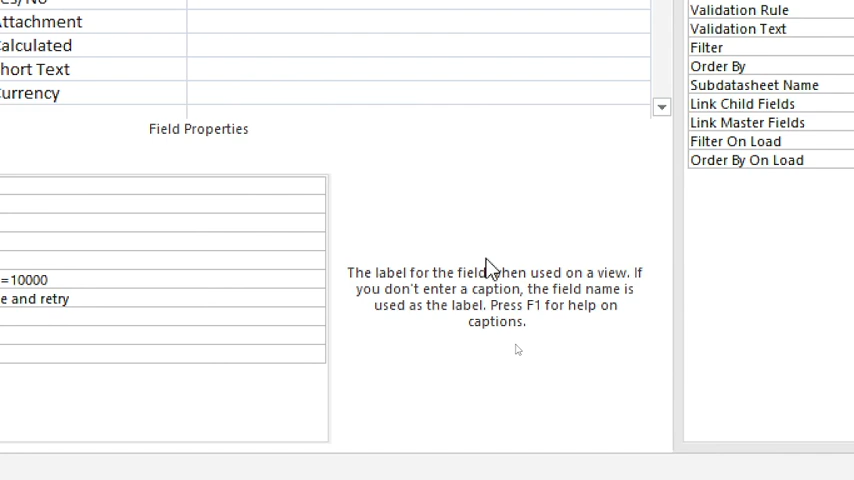 Attachment
Calculated
hort Text
Currency
Field Properties
=10000
e and retry
The label for the field when used on a view. If
you don't enter a caption, the field name is
used as the label. Press F1 for help on
captions.
Validation Rule
Validation Text
Filter
Order By
Subdatasheet Name
Link Child Fields
Link Master Fields
Filter On Load
Order By On Load